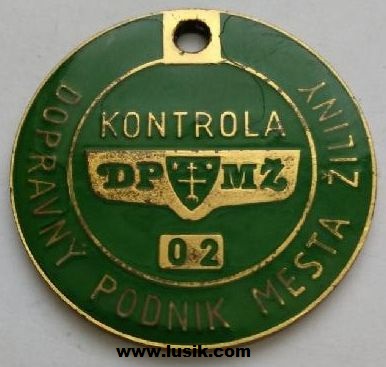 KONTROLA
DP MŽ
02
DOPRAVNÝ PODNIK MESTA ŽILINY
www.lusik.com